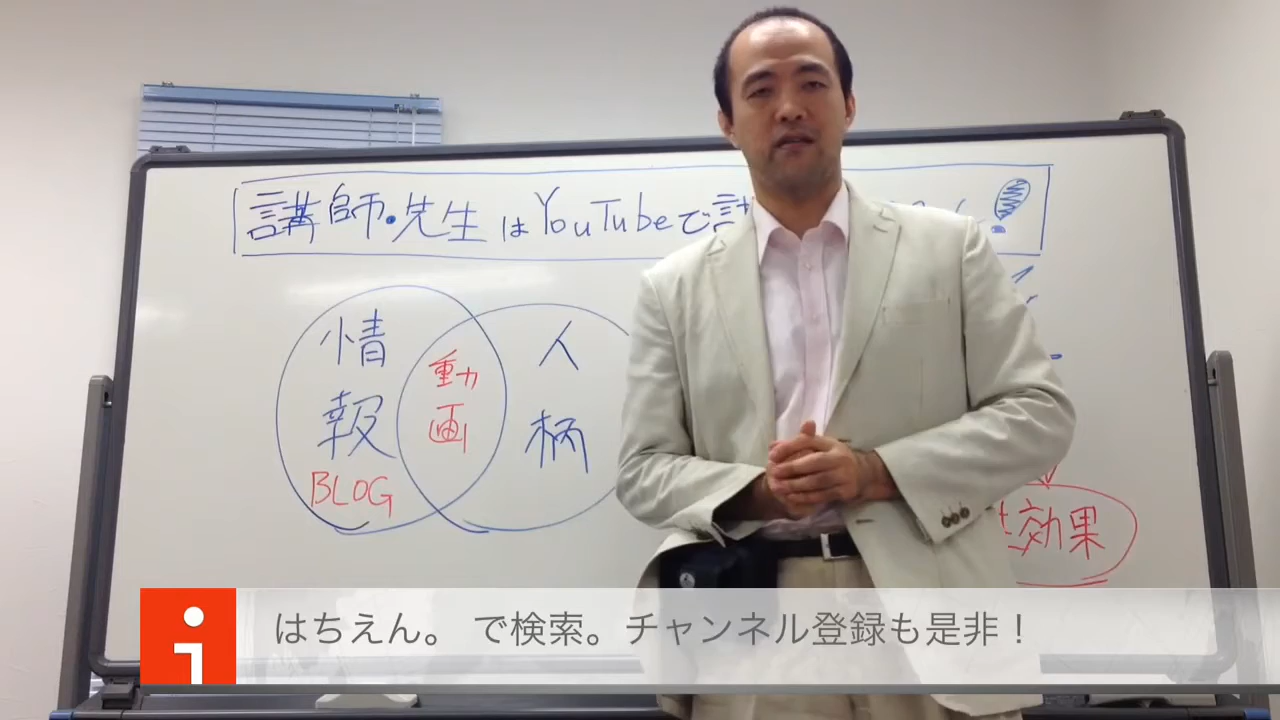 講師・先生はYouTubeで
情報
動画
人柄
BLOG
効果
はちえん。 で検索。チャンネル登録も是非！